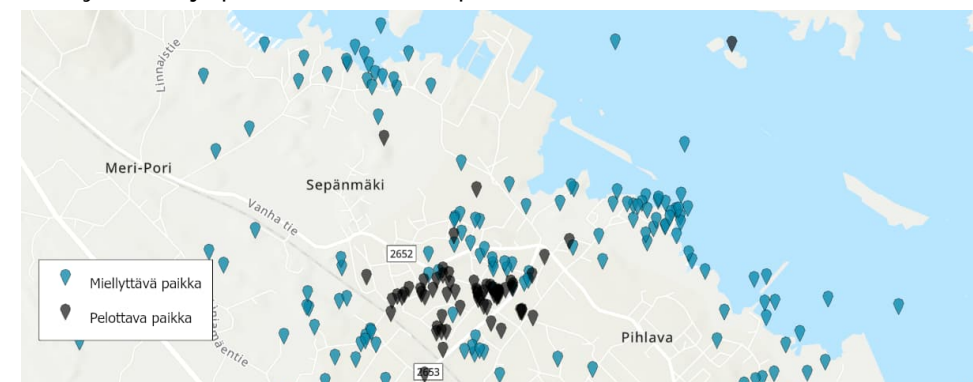 Linnaistie
Meri-Pori
Sepänmäki
Vanha tie
2652
Miellyttävä paikka
Pelottava paikka
Pihlava
2653